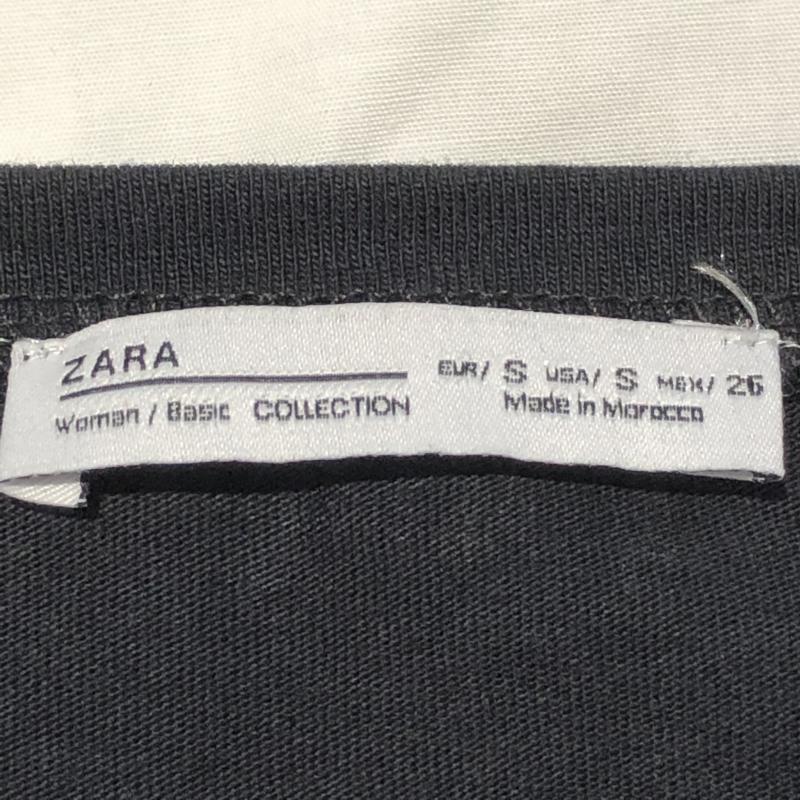 ZARA
Woman / Basic COLLECTION
EUR/ S USA/ S MEX/ 26
Made in Morocco